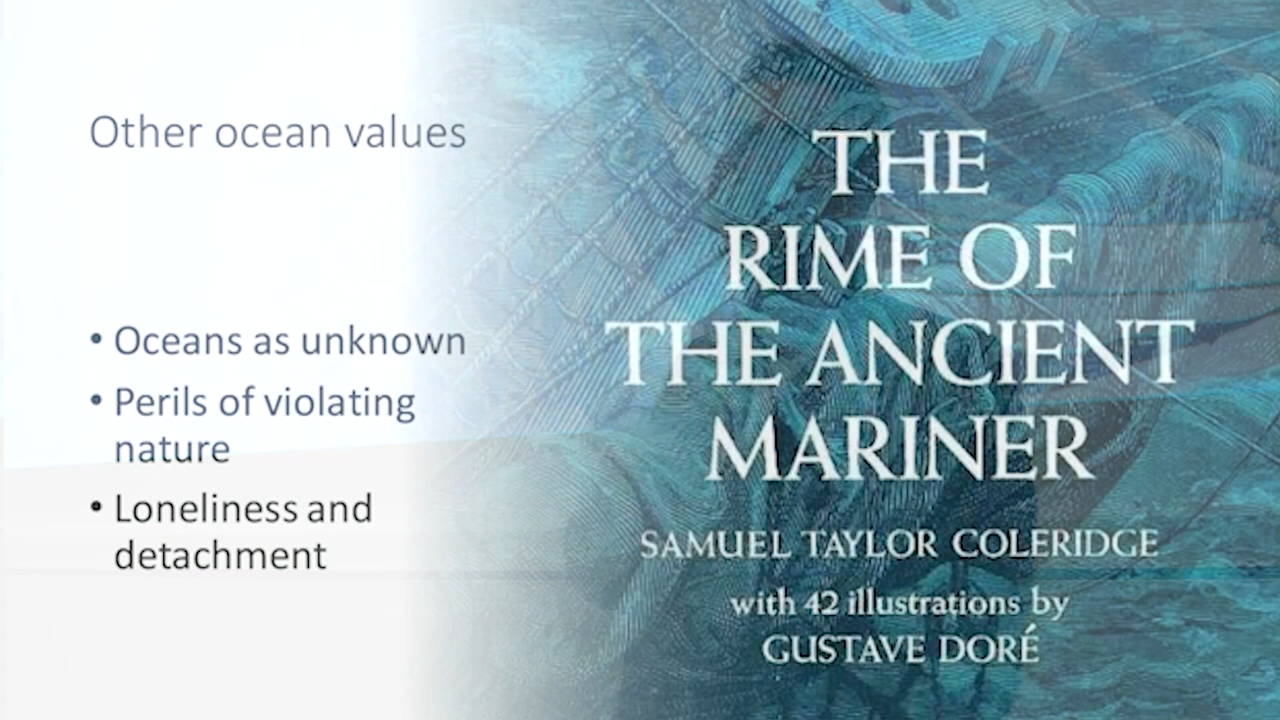 Other ocean values
• Oceans as unknown
• Perils of violating
nature
• Loneliness and
detachment
THE
RIME OF
THE ANCIENT
MARINER
SAMUEL TAYLOR COLERIDGE
with 42 illustrations by
GUSTAVE DORÉ